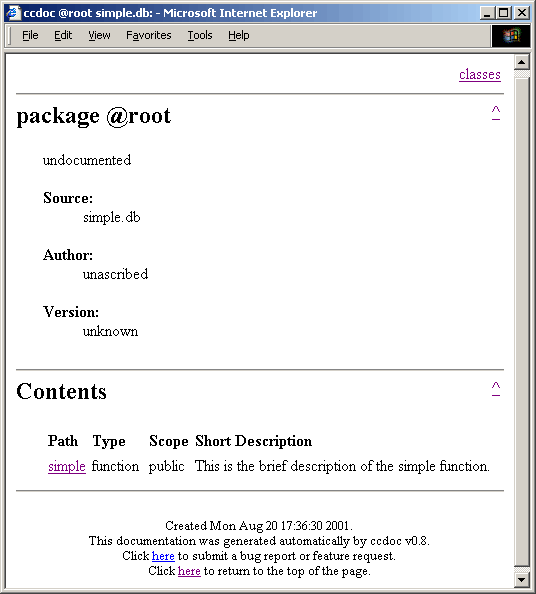 ccdoc @root simple.db: - Microsoft Internet Explorer
File Edit View Favorites Tools Help
classes
package @root ^
undocumented
Source:
simple.db
Author:
unascribed
Version:
unknown
Contents ^
Path Type Scope Short Description
simple function public This is the brief description of the simple function.
Created Mon Aug 20 17:36:30 2001.
This documentation was generated automatically by ccdoc v0.8.
Click here to submit a bug report or feature request.
Click here to return to the top of the page.